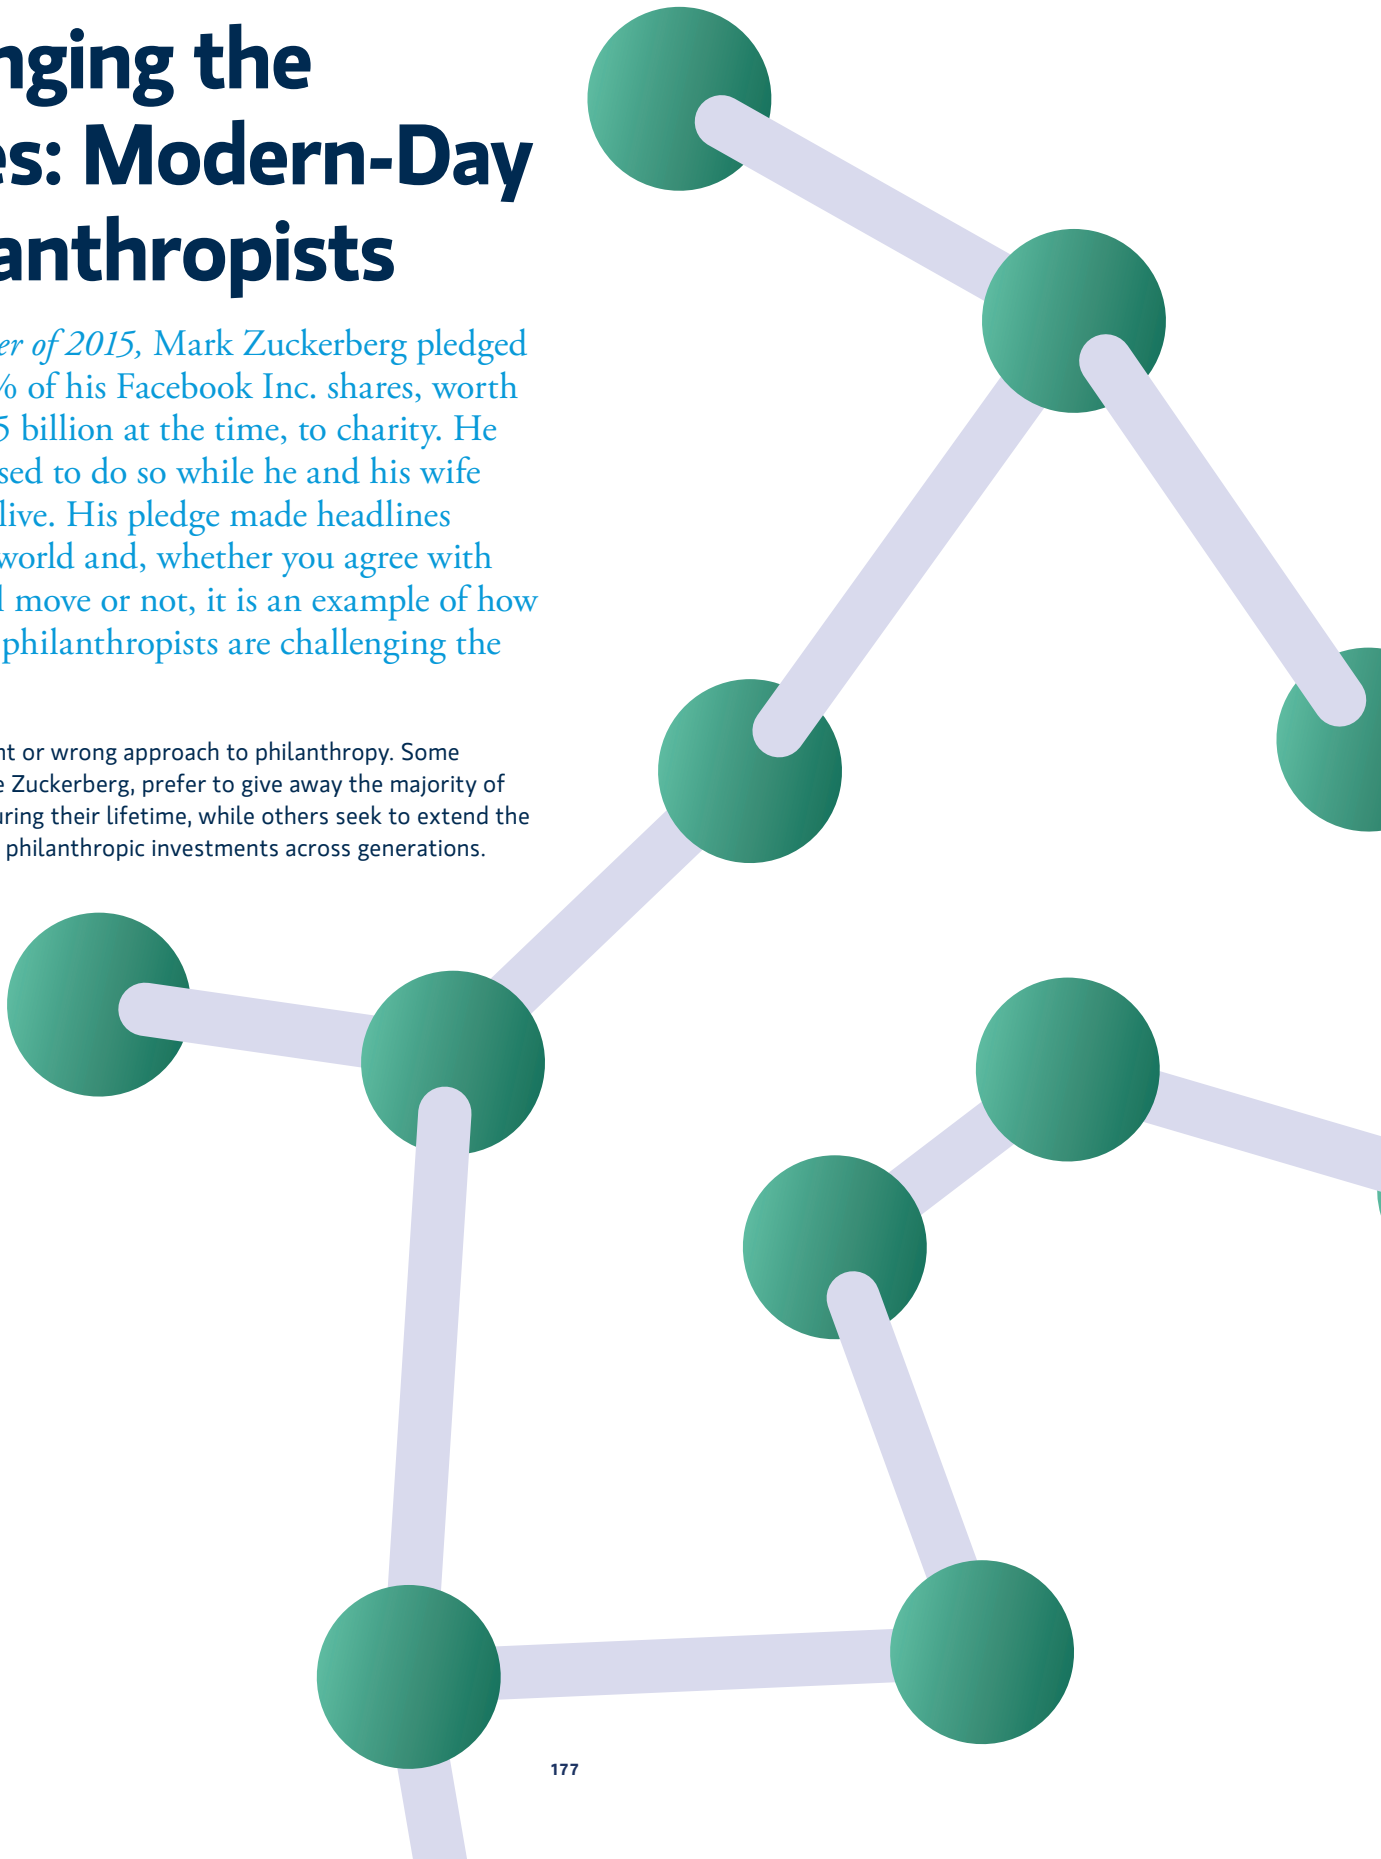 nging the
es: Modern-Day
anthropists
er of 2015, Mark Zuckerberg pledged
% of his Facebook Inc. shares, worth
5 billion at the time, to charity. He
sed to do so while he and his wife
live. His pledge made headlines
world and, whether you agree with
l move or not, it is an example of how
philanthropists are challenging the
nt or wrong approach to philanthropy. Some
e Zuckerberg, prefer to give away the majority of
uring their lifetime, while others seek to extend the
philanthropic investments across generations.
177